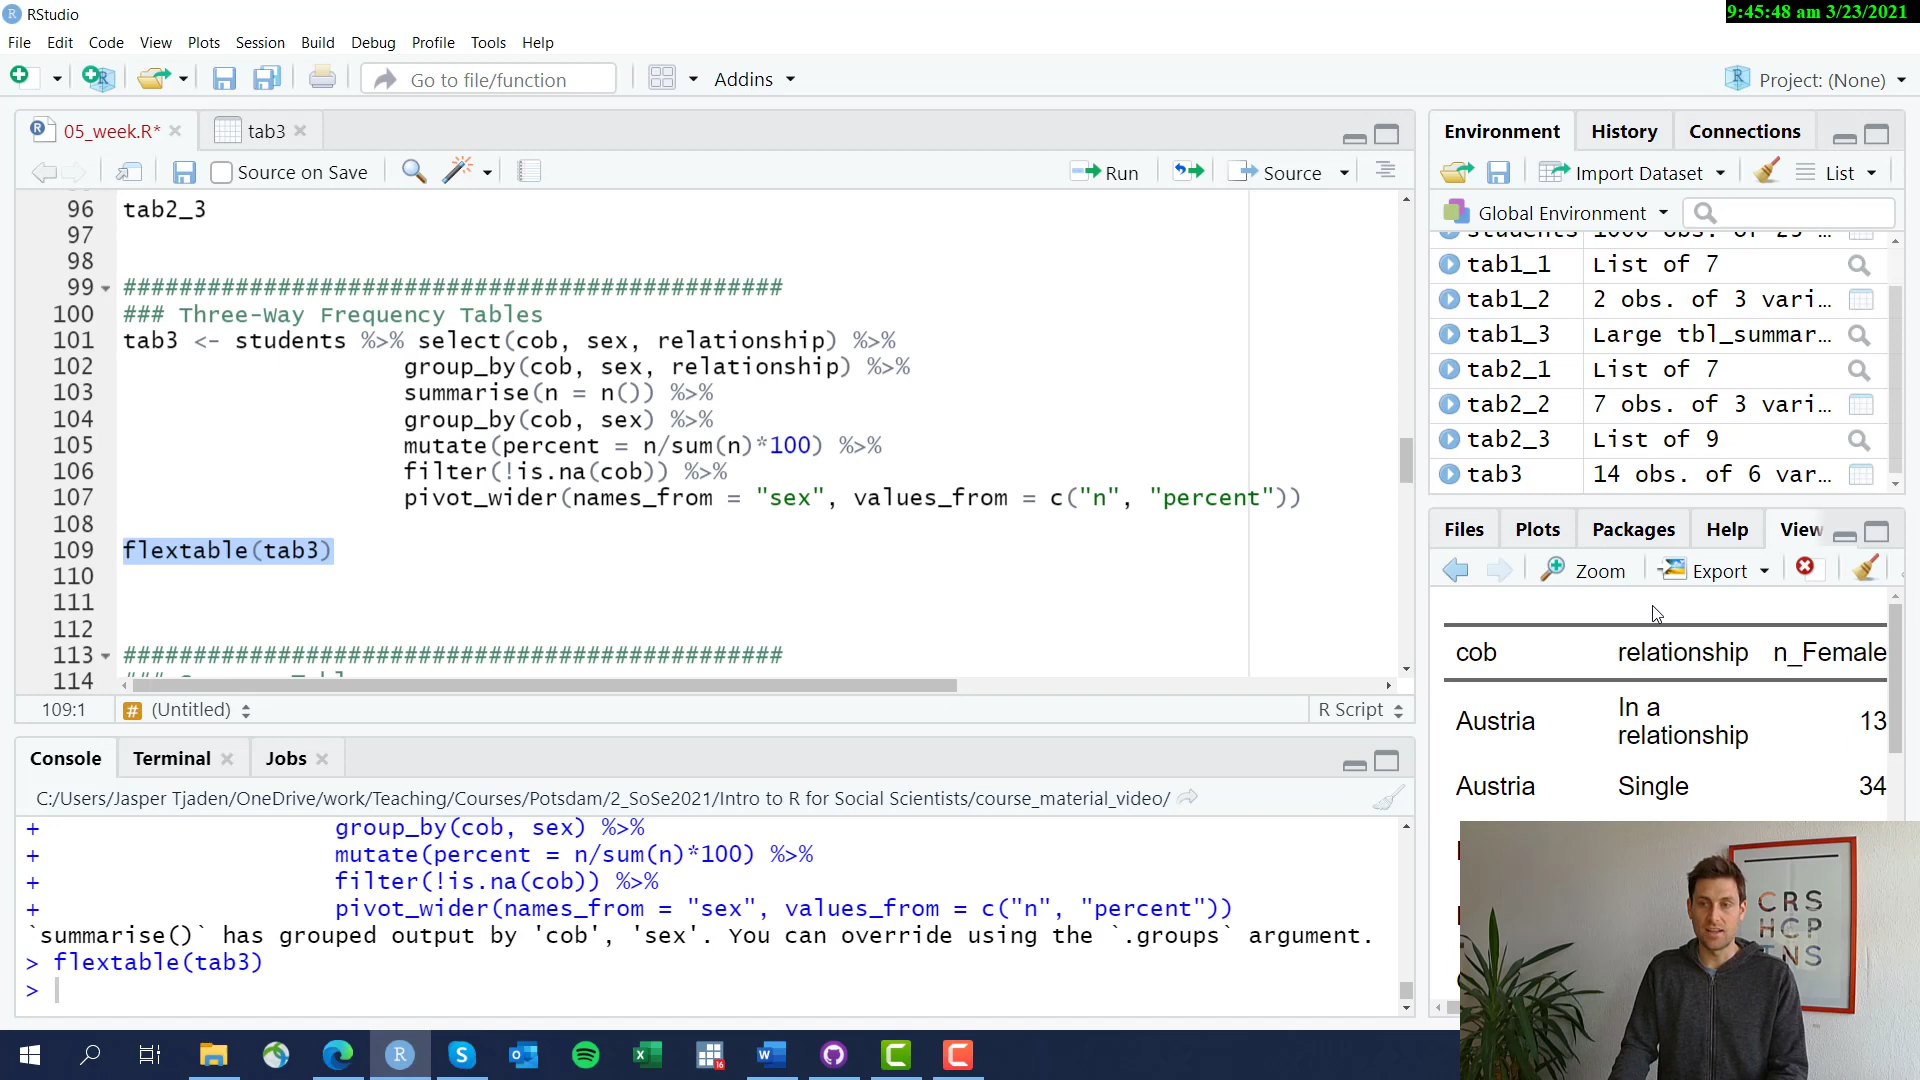 RStudio
9:45:48 am 3/23/2021
File Edit Code View Plots Session Build Debug Profile Tools Help
Go to file/function
Addins
Project: (None)
05_week.R*
tab3
Source on Save
Run
Source
96 tab2_3
97
98
99 ###############################################
100 ### Three-Way Frequency Tables
101 tab3 <- students %>% select(cob, sex, relationship) %>%
102 group_by(cob, sex, relationship) %>%
103 summarise(n = n()) %>%
104 group_by(cob, sex) %>%
105 mutate(percent = n/sum(n)*100) %>%
106 filter(!is.na(cob)) %>%
107 pivot_wider(names_from = "sex", values_from = c("n", "percent"))
108
109 flextable(tab3)
110
111
112
113 ###############################################
114
109:1
(Untitled)
R Script
Console Terminal Jobs
C:/Users/Jasper Tjaden/OneDrive/work/Teaching/Courses/Potsdam/2_SoSe2021/Intro to R for Social Scientists/course_material_video/
+ group_by(cob, sex) %>%
+ mutate(percent = n/sum(n)*100) %>%
+ filter(!is.na(cob)) %>%
+ pivot_wider(names_from = "sex", values_from = c("n", "percent"))
`summarise()` has grouped output by 'cob', 'sex'. You can override using the `.groups` argument.
> flextable(tab3)
>
Environment History Connections
Import Dataset
List
Global Environment
students 1000 obs. of 25 …
tab1_1 List of 7
tab1_2 2 obs. of 3 vari…
tab1_3 Large tbl_summar…
tab2_1 List of 7
tab2_2 7 obs. of 3 vari…
tab2_3 List of 9
tab3 14 obs. of 6 var…
Files Plots Packages Help View
Zoom
Export
cob relationship n_Female
Austria In a relationship 13
Austria Single 34
CRS
HCP
TNS